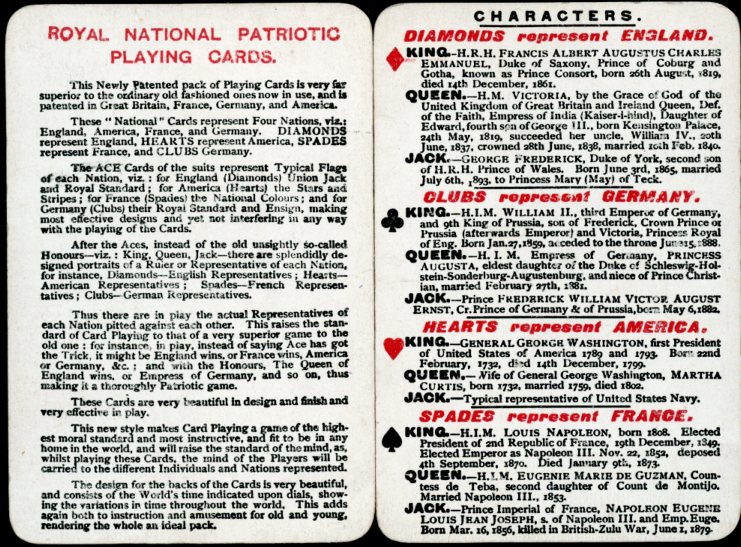 ROYAL NATIONAL PATRIOTIC
PLAYING CARDS.
This Newly Patented pack of Playing Cards is very far
superior to the ordinary old fashioned ones now in use, and is
patented in Great Britain, France, Germany, and America.
These "National" Cards represent Four Nations, viz.:
England, America, France, and Germany. DIAMONDS
represent England, HEARTS represent America, SPADES
represent France, and CLUBS Germany.
The ACE Cards of the suits represent Typical Flags
of each Nation, viz. : for England (Diamonds) Union Jack
and Royal Standard ; for America (Hearts) the Stars and
Stripes ; for France (Spades) the National Colours ; and for
Germany (Clubs) their Royal Standard and Ensign, making
most effective designs and yet not interfering in any way
with the playing of the Cards.
After the Aces, instead of the old unsightly so-called
Honours—viz. : King, Queen, Jack—there are splendidly de-
signed portraits of a Ruler or Representative of each Nation,
for instance, Diamonds—English Representatives ; Hearts—
American Representatives ; Spades—French Represen-
tatives ; Clubs—German Representatives.
Thus there are in play the actual Representatives of
each Nation pitted against each other. This raises the stan-
dard of Card Playing to that of a very superior game to the
old one : for instance, in play, instead of saying Ace has got
the Trick, it might be England wins, or France wins, America
or Germany, &c. ; and with the Honours, The Queen of
England wins, or Empress of Germany, and so on, thus
making it a thoroughly Patriotic game.
These Cards are very beautiful in design and finish and
very effective in play.
This new style makes Card Playing a game of the high-
est moral standard and most instructive, and fit to be in any
home in the world, and will raise the standard of the mind, as,
whilst playing these Cards, the mind of the Players will be
carried to the different Individuals and Nations represented.
The design for the backs of the Cards is very beautiful,
and consists of the World's time indicated upon dials, show-
ing the variations in time throughout the world. This adds
again both to instruction and amusement for old and young,
rendering the whole an ideal pack.
CHARACTERS.
DIAMONDS represent ENGLAND.
KING.—H.R.H. FRANCIS ALBERT AUGUSTUS CHARLES
EMMANUEL, Duke of Saxony, Prince of Coburg and
Gotha, known as Prince Consort, born 26th August, 1819,
died 14th December, 1861.
QUEEN.—H.M. VICTORIA, by the Grace of God of the
United Kingdom of Great Britain and Ireland Queen, Def.
of the Faith, Empress of India (Kaiser-i-hind), Daughter of
Edward, fourth son of George III., born Kensington Palace,
24th May, 1819, succeeded her uncle, William IV., 20th
June, 1837, crowned 28th June, 1838, married 10th Feb. 1840.
JACK.—GEORGE FREDERICK, Duke of York, second son
of H.R.H. Prince of Wales. Born June 3rd, 1865, married
July 6th, 1893, to Princess Mary (May) of Teck.
CLUBS represent GERMANY.
KING.—H.I.M. WILLIAM II., third Emperor of Germany,
and 9th King of Prussia, son of Frederick, Crown Prince of
Prussia (afterwards Emperor) and Victoria, Princess Royal
of Eng. Born Jan. 27, 1859, acceded to the throne June 15, 1888.
QUEEN.—H. I. M. Empress of Germany, PRINCESS
AUGUSTA, eldest daughter of the Duke of Schleswig-Hol-
stein-Sonderburg-Augustenburg, and niece of Prince Christ-
ian, married February 27th, 1881.
JACK.—Prince FREDERICK WILLIAM VICTOR AUGUST
ERNST, Cr. Prince of Germany & of Prussia, born May 6, 1882.
HEARTS represent AMERICA.
KING.—GENERAL GEORGE WASHINGTON, first President
of United States of America 1789 and 1793. Born 22nd
February, 1732, died 14th December, 1799.
QUEEN.—Wife of General George Washington, MARTHA
CURTIS, born 1732, married 1759, died 1802.
JACK.—Typical representative of United States Navy.
SPADES represent FRANCE.
KING.—H.I.M. LOUIS NAPOLEON, born 1808. Elected
President of 2nd Republic of France, 19th December, 1849.
Elected Emperor as Napoleon III. Nov. 22, 1852, deposed
4th September, 1870. Died January 9th, 1873.
QUEEN.—H.I.M. EUGENIE MARIE DE GUZMAN, Coun-
tess de Teba, second daughter of Count de Montijo.
Married Napoleon III., 1853.
JACK.—Prince Imperial of France, NAPOLEON EUGENE
LOUIS JEAN JOSEPH, s. of Napoleon III. and Emp. Euge.
Born Mar. 16, 1856, killed in British-Zulu War, June 1, 1879.